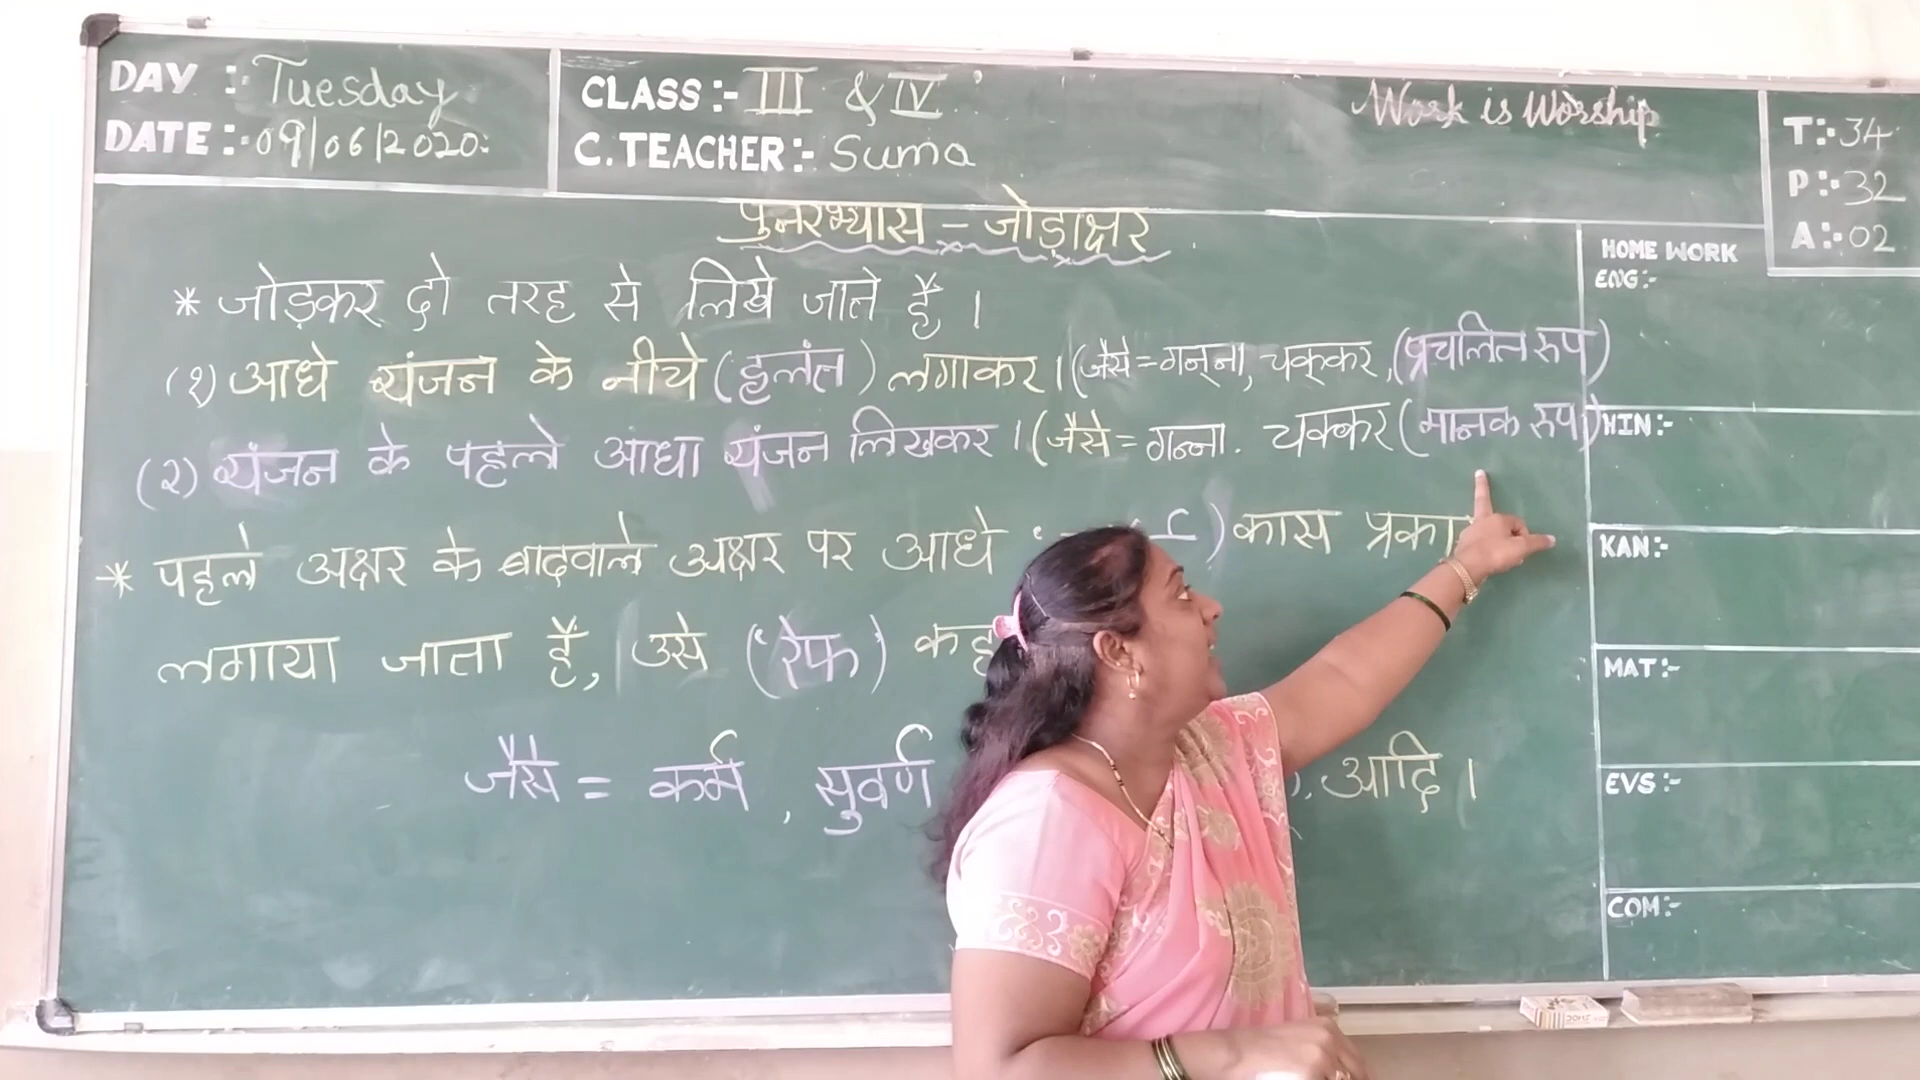 DAY :- Tuesday
DATE :- 09/06/2020
CLASS :- III & IV
C. TEACHER :- Suma
Work is Worship
T:- 34
P:- 32
A:- 02
पुनरभ्यास - जोड़ाक्षर
* जोड़कर दो तरह से लिखे जाते हैं ।
(१) आधे यंजन के नीचे (हलंत) लगाकर । (जैसे = गन्‌ना, चक्‌कर, (प्रचलित रुप)
(२) यंजन के पहले आधा यंजन लिखकर । (जैसे = गन्ना. चक्कर (मानक रुप)
* पहले अक्षर के बादवाले अक्षर पर आधे ) कास
लगाया जाता हैं, उसे ('रेफ')
जैसे = कर्म , सुवर्ण आदि ।
HOME WORK
ENG:-
HIN:-
KAN:-
MAT:-
EVS:-
COM:-